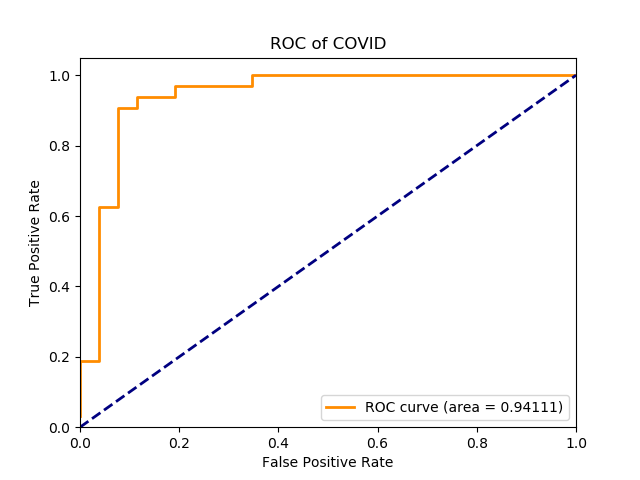 ROC of COVID
True Positive Rate
1.0
0.8
0.6
0.4
0.2
0.0
ROC curve (area = 0.94111)
0.0 0.2 0.4 0.6 0.8 1.0
False Positive Rate